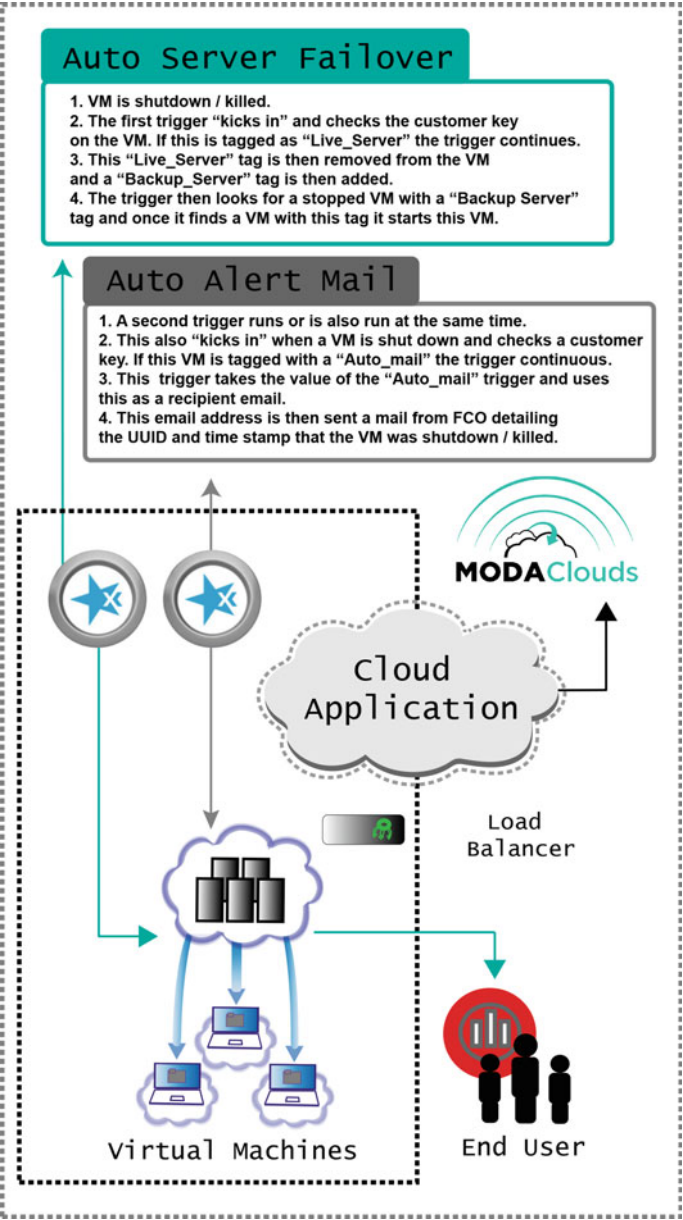 Auto Server Failover
1. VM is shutdown / killed.
2. The first trigger “kicks in” and checks the customer key
on the VM. If this is tagged as “Live_Server” the trigger continues.
3. This “Live_Server” tag is then removed from the VM
and a “Backup_Server” tag is then added.
4. The trigger then looks for a stopped VM with a “Backup Server”
tag and once it finds a VM with this tag it starts this VM.
Auto Alert Mail
1. A second trigger runs or is also run at the same time.
2. This also “kicks in” when a VM is shut down and checks a customer
key. If this VM is tagged with a “Auto_mail” the trigger continuous.
3. This  trigger takes the value of the “Auto_mail” trigger and uses
this as a recipient email.
4. This email address is then sent a mail from FCO detailing
the UUID and time stamp that the VM was shutdown / killed.
MODAClouds
X
X
Cloud
Application
Load
Balancer
Virtual Machines
End User